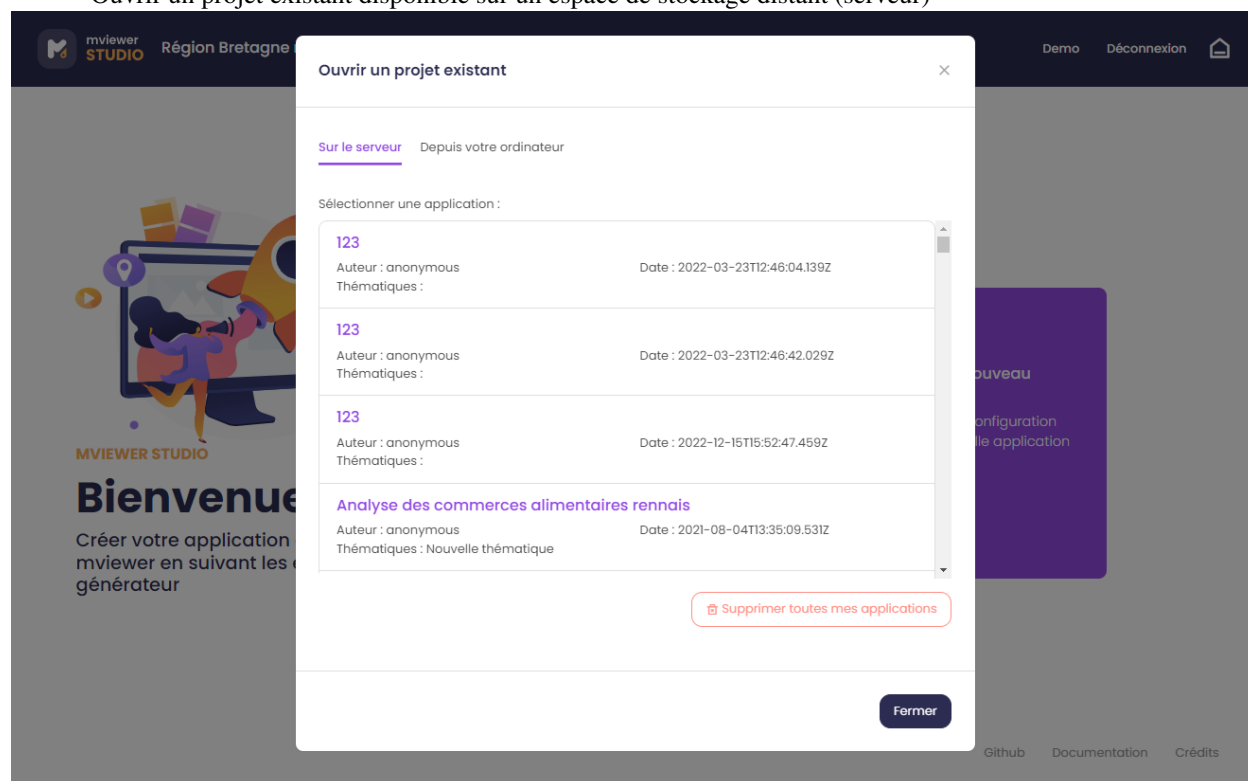 Ouvrir un projet existant disponible sur un espace de stockage distant (serveur)
mviewer
STUDIO
Région Bretagne
Demo
Déconnexion
Ouvrir un projet existant
×
Sur le serveur
Depuis votre ordinateur
Sélectionner une application :
123
Auteur : anonymous
Date : 2022-03-23T12:46:04.139Z
Thématiques :
123
Auteur : anonymous
Date : 2022-03-23T12:46:42.029Z
Thématiques :
123
Auteur : anonymous
Date : 2022-12-15T15:52:47.459Z
Thématiques :
Analyse des commerces alimentaires rennais
Auteur : anonymous
Date : 2021-08-04T13:35:09.531Z
Thématiques : Nouvelle thématique
Supprimer toutes mes applications
Fermer
MVIEWER STUDIO
Bienvenue
Créer votre application
mviewer en suivant les
générateur
ouveau
onfiguration
lle application
Github
Documentation
Crédits